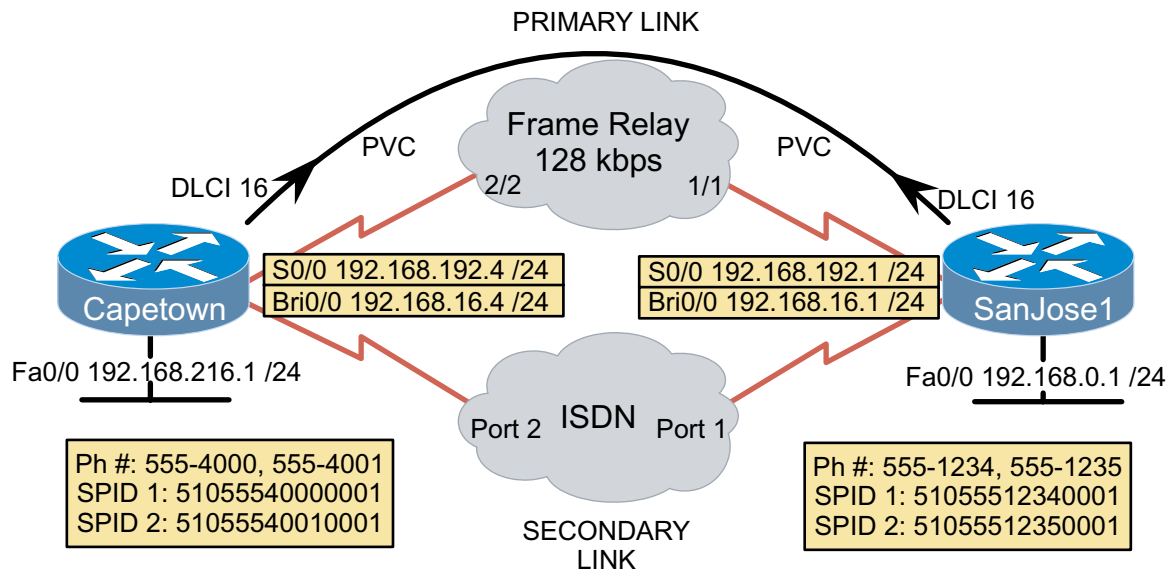 PRIMARY LINK
Frame Relay
128 kbps
PVC
PVC
DLCI 16
2/2
1/1
DLCI 16
S0/0 192.168.192.4 /24
Bri0/0 192.168.16.4 /24
S0/0 192.168.192.1 /24
Bri0/0 192.168.16.1 /24
Capetown
SanJose1
Fa0/0 192.168.216.1 /24
Fa0/0 192.168.0.1 /24
Port 2
ISDN
Port 1
Ph #: 555-4000, 555-4001
SPID 1: 51055540000001
SPID 2: 51055540010001
Ph #: 555-1234, 555-1235
SPID 1: 51055512340001
SPID 2: 51055512350001
SECONDARY
LINK